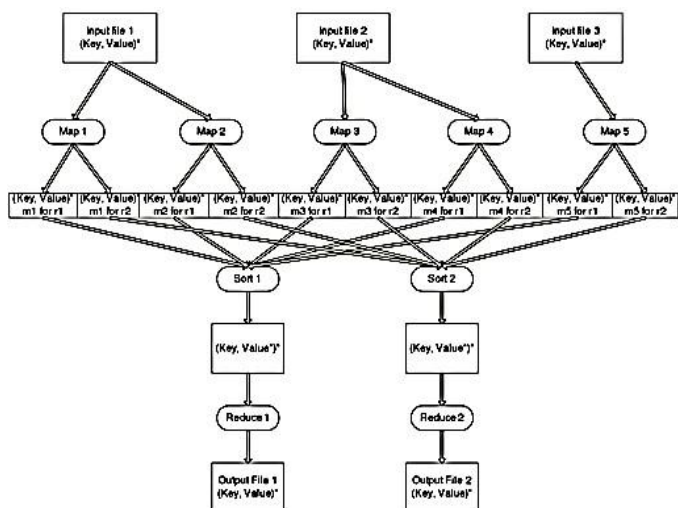 Input file 1
(Key, Value)*
Input file 2
(Key, Value)*
Input file 3
(Key, Value)*
Map 1
Map 2
Map 3
Map 4
Map 5
(Key, Value)*
m1 for r1
(Key, Value)*
m1 for r2
(Key, Value)*
m2 for r1
(Key, Value)*
m2 for r2
(Key, Value)*
m3 for r1
(Key, Value)*
m3 for r2
(Key, Value)*
m4 for r1
(Key, Value)*
m4 for r2
(Key, Value)*
m5 for r1
(Key, Value)*
m5 for r2
Sort 1
Sort 2
(Key, Value*)*
(Key, Value*)*
Reduce 1
Reduce 2
Output File 1
(Key, Value)*
Output File 2
(Key, Value)*